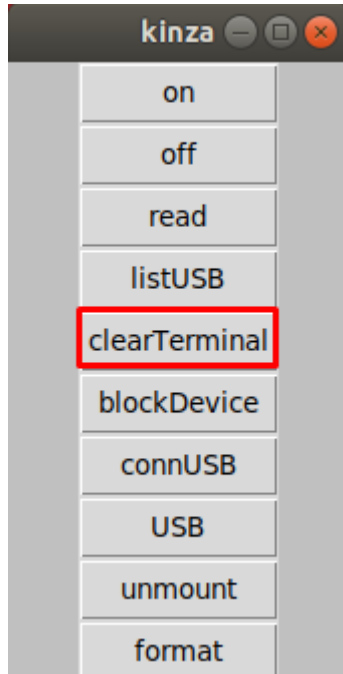 kinza
on
off
read
listUSB
clearTerminal
blockDevice
connUSB
USB
unmount
format